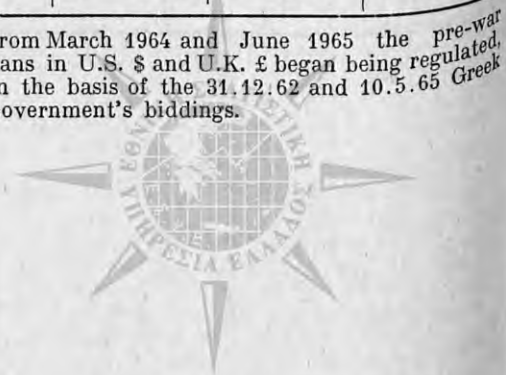 rom March 1964 and June 1965 the pre-war
ans in U.S. $ and U.K. £ began being regulated,
n the basis of the 31.12.62 and 10.5.65 Greek
overnment's biddings.
ΥΠΗΡΕΣΙΑ ΕΛΛΑΔΟΣ